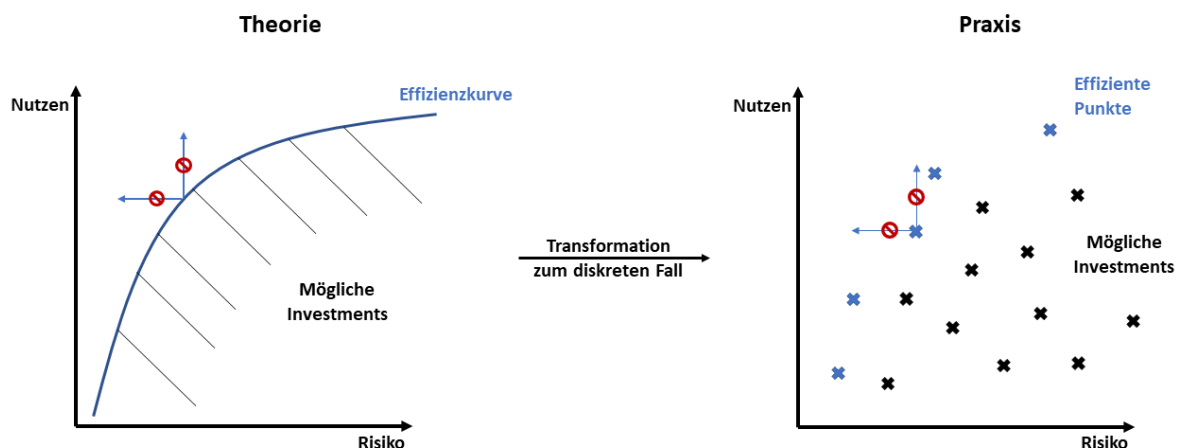 Theorie
Nutzen
Effizienzkurve
Mögliche
Investments
Risiko
Transformation
zum diskreten Fall
Praxis
Nutzen
Effiziente
Punkte
Mögliche
Investments
Risiko